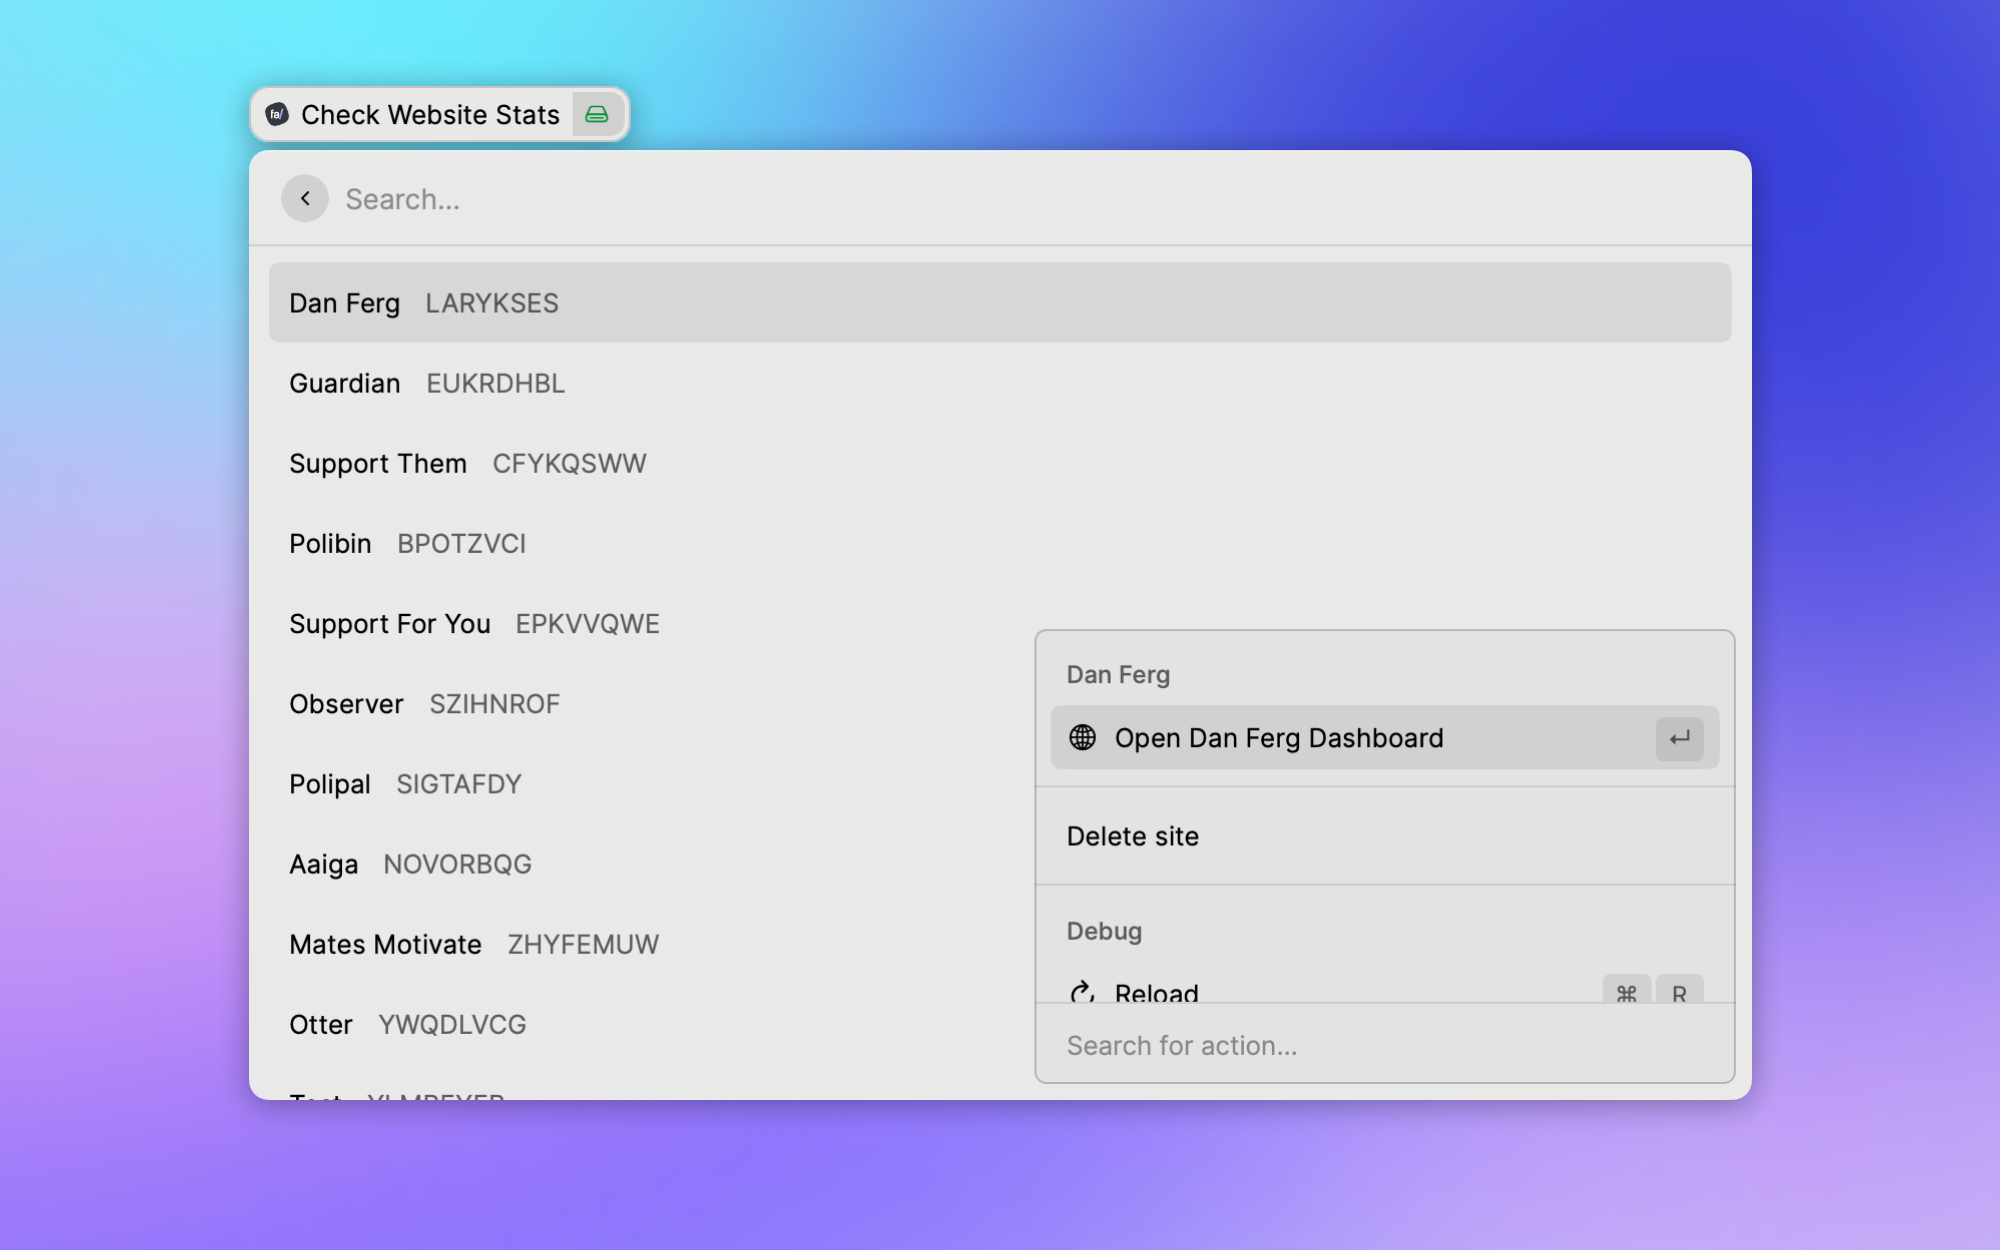 fa/ Check Website Stats
Search...
Dan Ferg LARYKSES
Guardian EUKRDHBL
Support Them CFYKQSWW
Polibin BPOTZVCI
Support For You EPKVVQWE
Observer SZIHNROF
Polipal SIGTAFDY
Aaiga NOVORBQG
Mates Motivate ZHYFEMUW
Otter YWQDLVCG
Dan Ferg
Open Dan Ferg Dashboard
Delete site
Debug
Reload ⌘ R
Search for action...